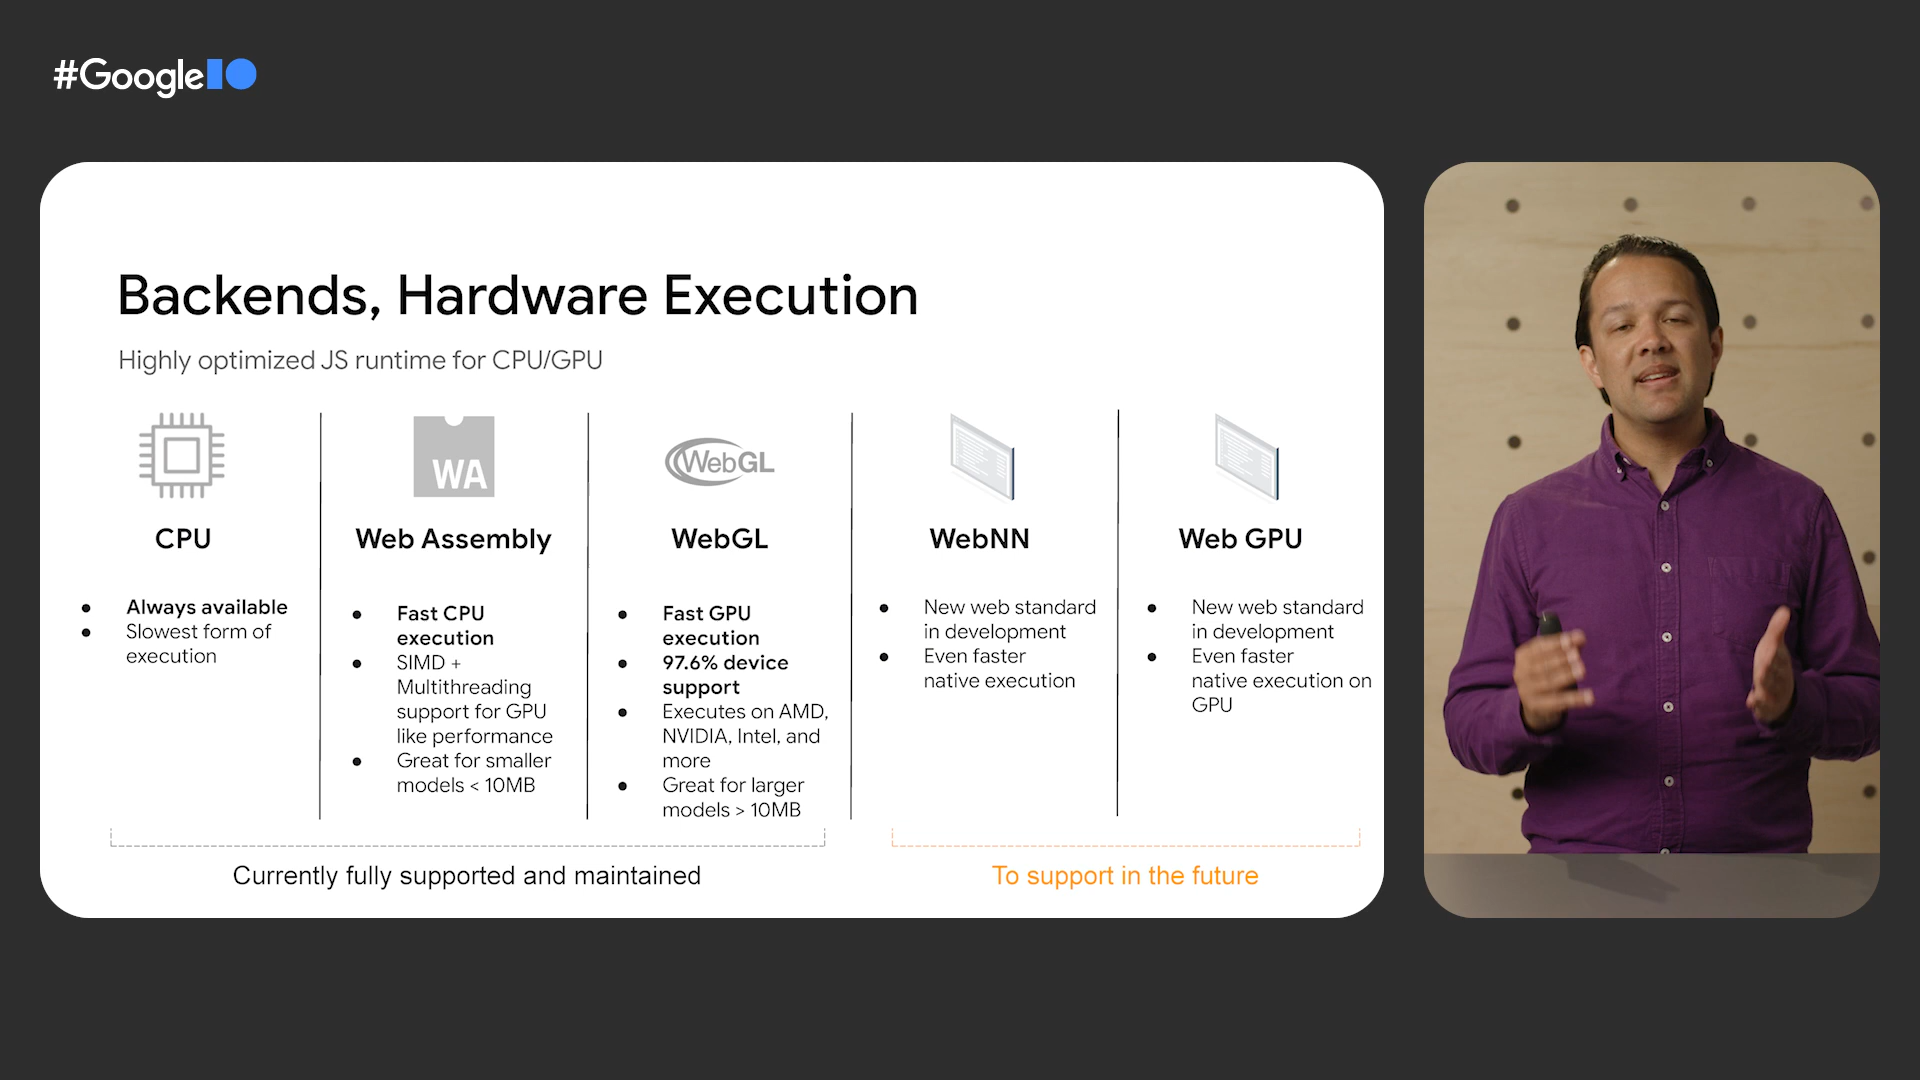 #GoogleIO
Backends, Hardware Execution
Highly optimized JS runtime for CPU/GPU
CPU
● Always available
● Slowest form of
execution
WA
Web Assembly
● Fast CPU
execution
● SIMD +
Multithreading
support for GPU
like performance
● Great for smaller
models < 10MB
WebGL
WebGL
● Fast GPU
execution
● 97.6% device
support
● Executes on AMD,
NVIDIA, Intel, and
more
● Great for larger
models > 10MB
WebNN
● New web standard
in development
● Even faster
native execution
Web GPU
● New web standard
in development
● Even faster
native execution on
GPU
Currently fully supported and maintained
To support in the future